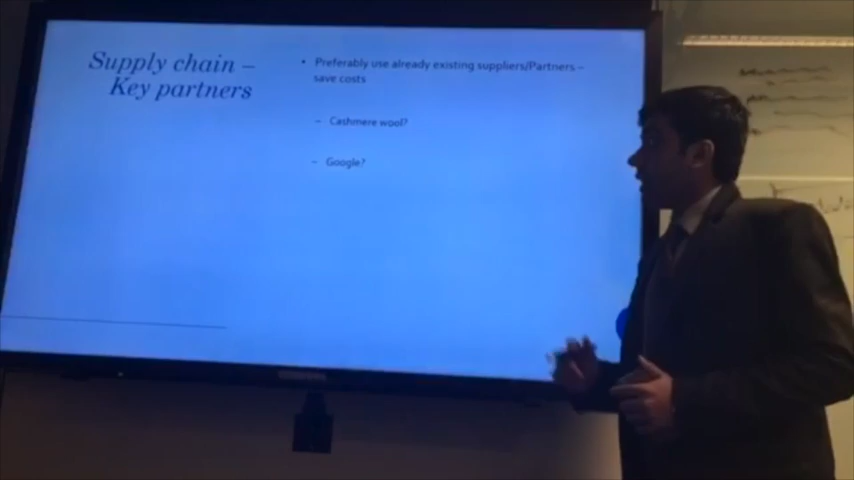 Supply chain –
Key partners
• Preferably use already existing suppliers/Partners –
save costs
– Cashmere wool?
– Google?